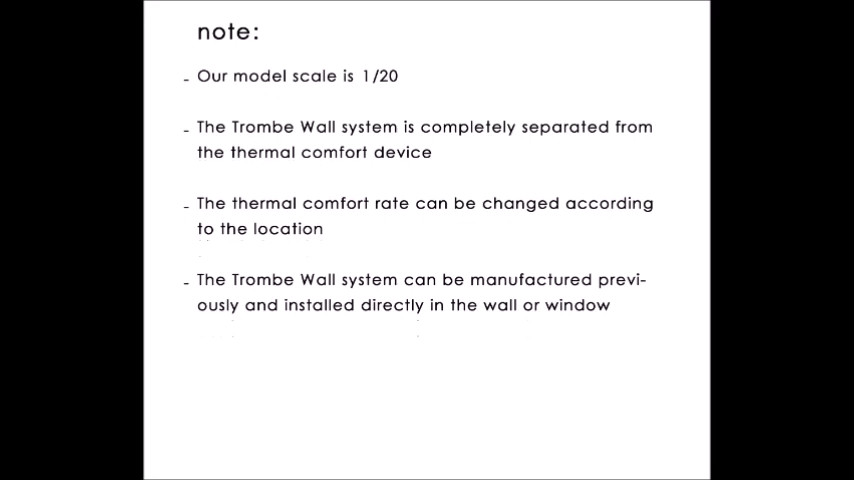 note:
- Our model scale is 1/20
- The Trombe Wall system is completely separated from
the thermal comfort device
- The thermal comfort rate can be changed according
to the location
- The Trombe Wall system can be manufactured previ-
ously and installed directly in the wall or window